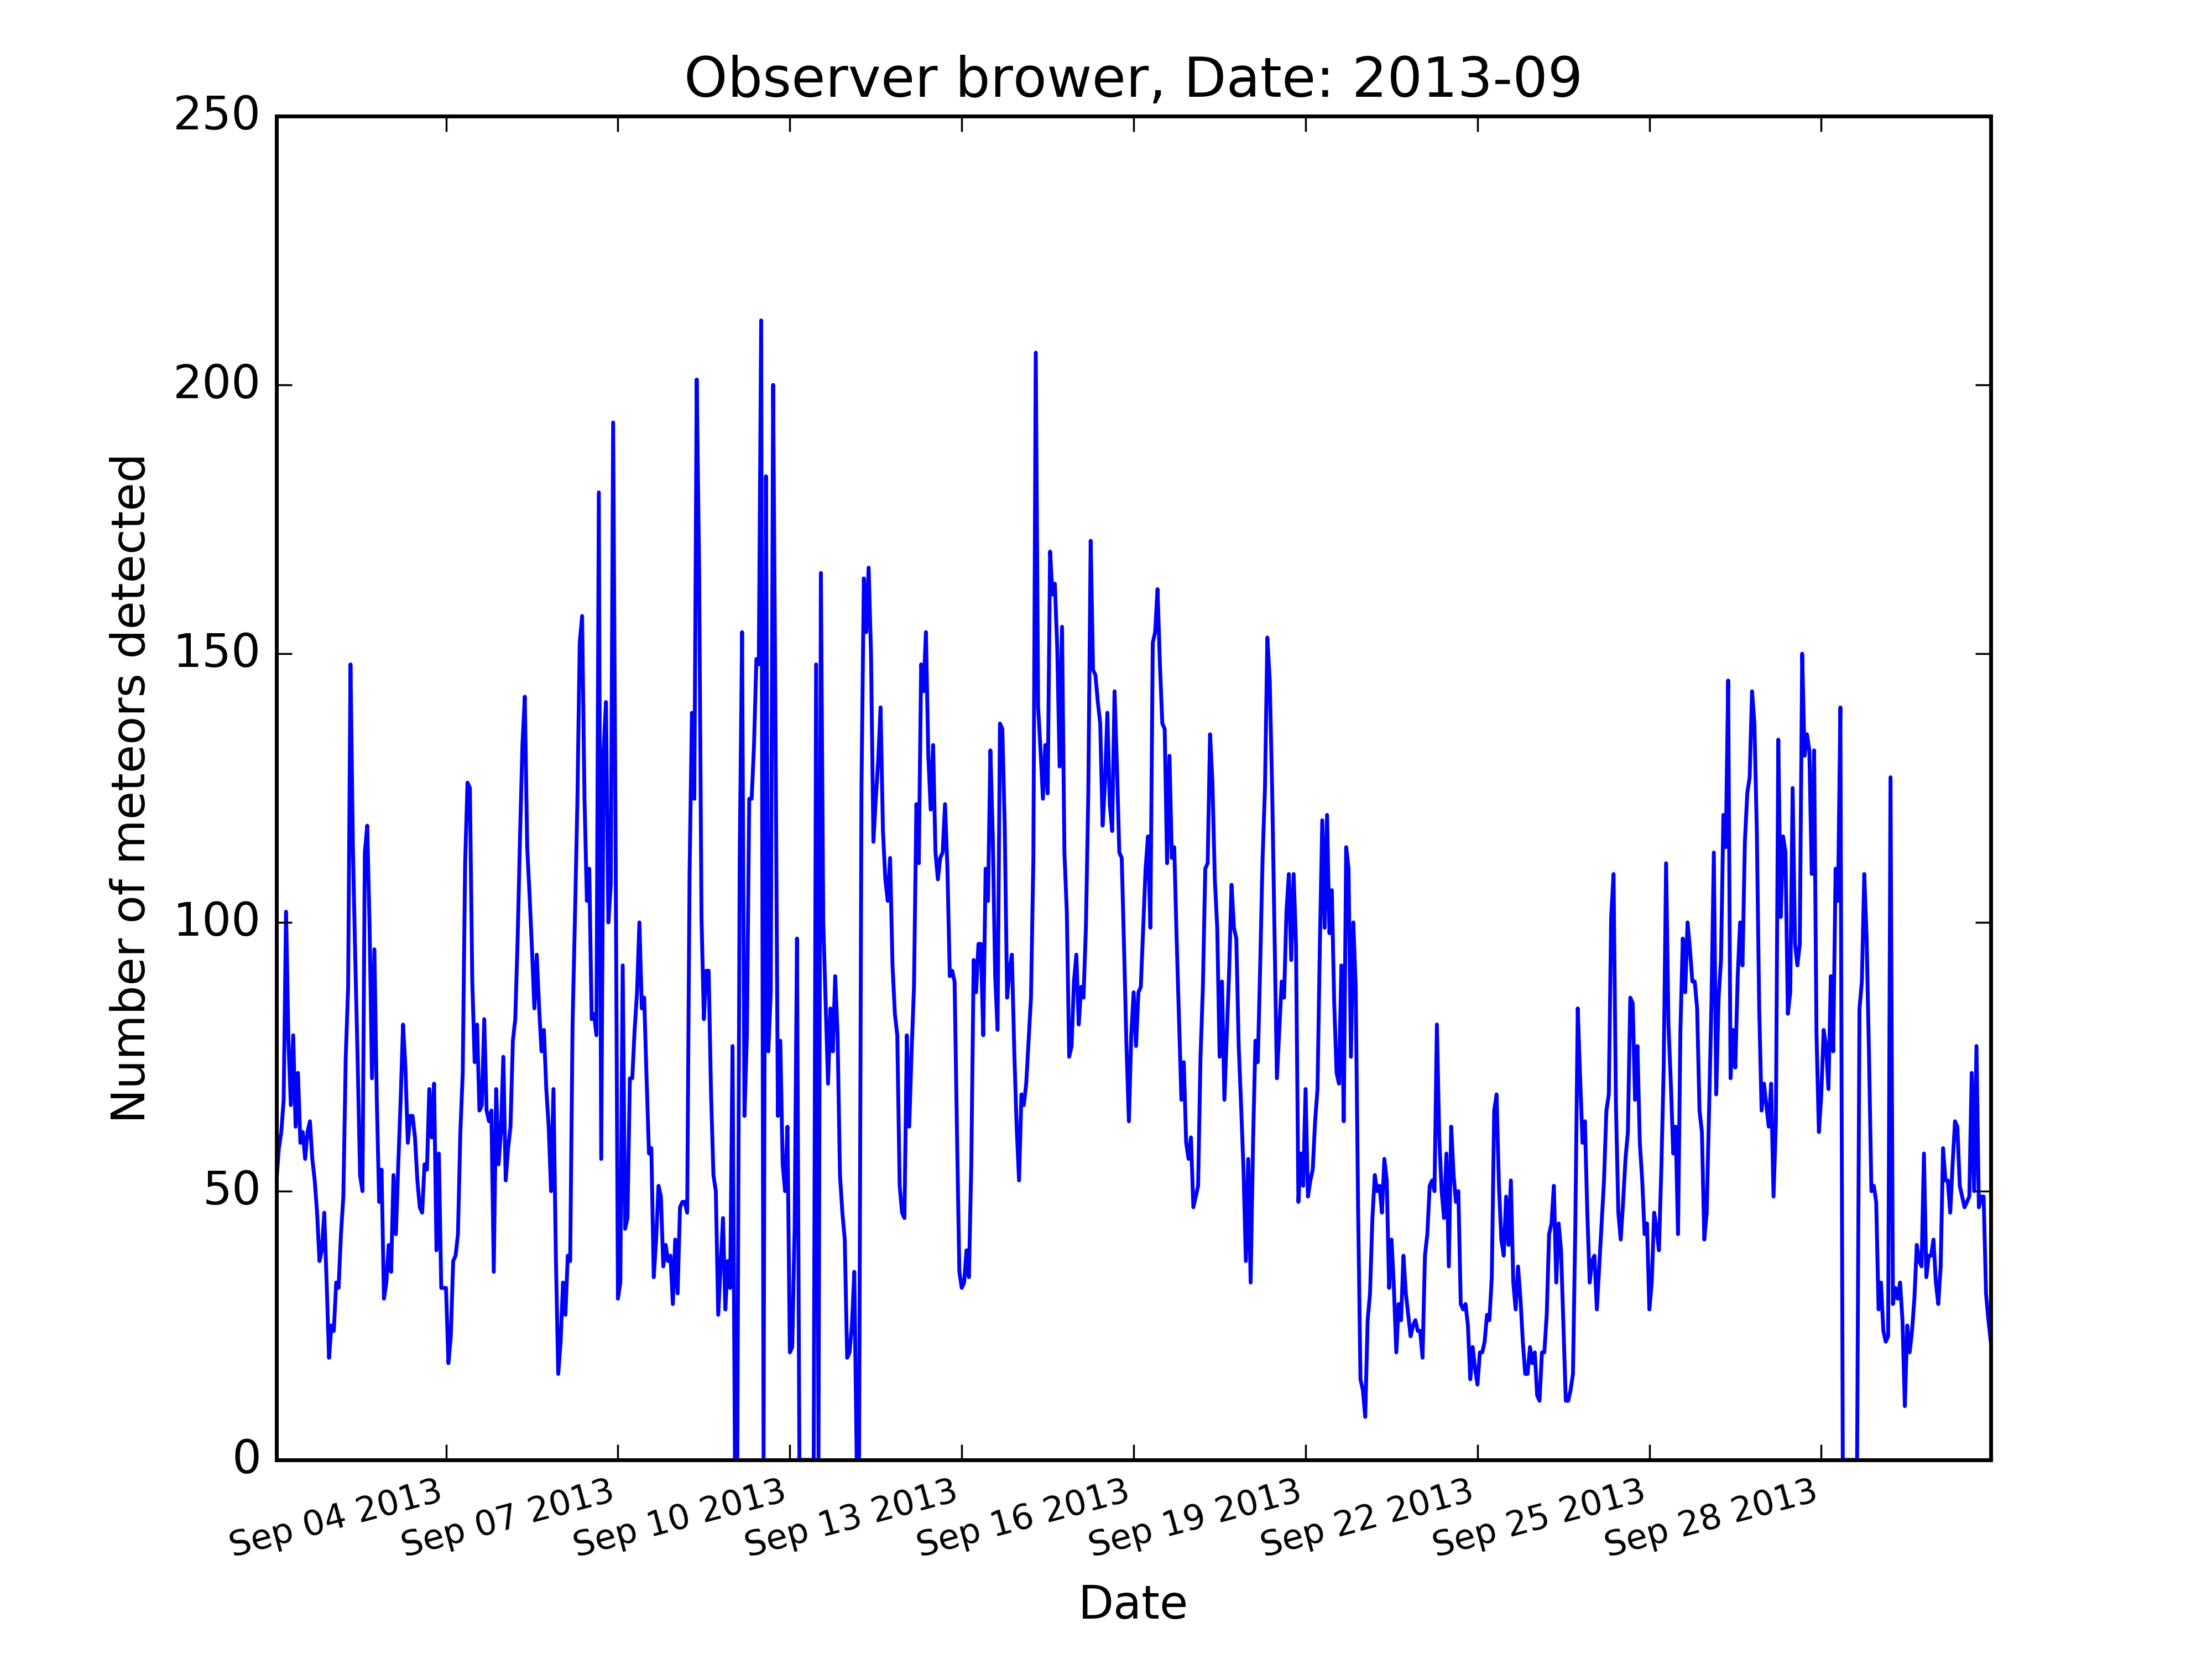 Observer brower, Date: 2013-09
250
200
150
100
50
0
Number of meteors detected
Sep 04 2013
Sep 07 2013
Sep 10 2013
Sep 13 2013
Sep 16 2013
Sep 19 2013
Sep 22 2013
Sep 25 2013
Sep 28 2013
Date